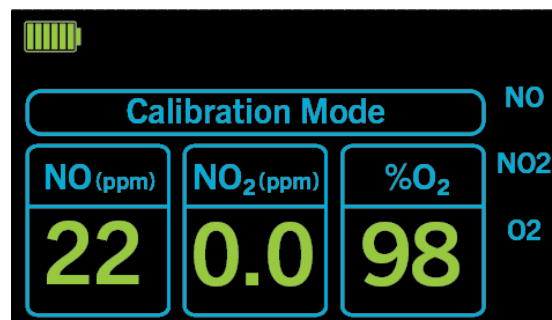 Calibration Mode
NO
NO (ppm) NO₂ (ppm) %O₂
NO2
22 0.0 98
O2